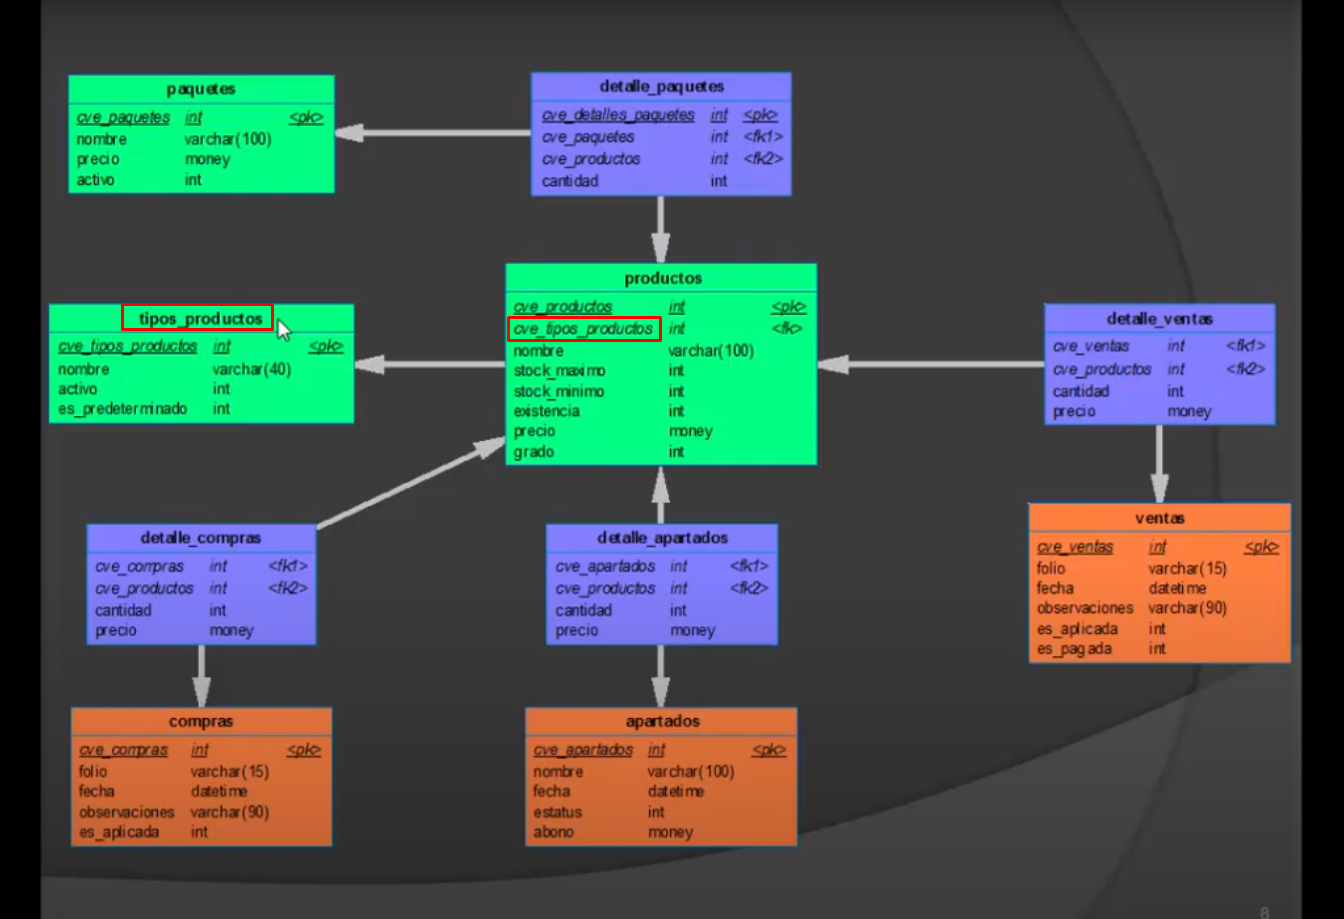 paquetes
cve_paquetes int <pk>
nombre varchar(100)
precio money
activo int
detalle_paquetes
cve_detalles_paquetes int <pk>
cve_paquetes int <fk1>
cve_productos int <fk2>
cantidad int
productos
cve_productos int <pk>
cve_tipos_productos int <fk>
nombre varchar(100)
stock_maximo int
stock_minimo int
existencia int
precio money
grado int
tipos_productos
cve_tipos_productos int <pk>
nombre varchar(40)
activo int
es_predeterminado int
detalle_ventas
cve_ventas int <fk1>
cve_productos int <fk2>
cantidad int
precio money
detalle_compras
cve_compras int <fk1>
cve_productos int <fk2>
cantidad int
precio money
detalle_apartados
cve_apartados int <fk1>
cve_productos int <fk2>
cantidad int
precio money
ventas
cve_ventas int <pk>
folio varchar(15)
fecha datetime
observaciones varchar(90)
es_aplicada int
es_pagada int
compras
cve_compras int <pk>
folio varchar(15)
fecha datetime
observaciones varchar(90)
es_aplicada int
apartados
cve_apartados int <pk>
nombre varchar(100)
fecha datetime
estatus int
abono money
8